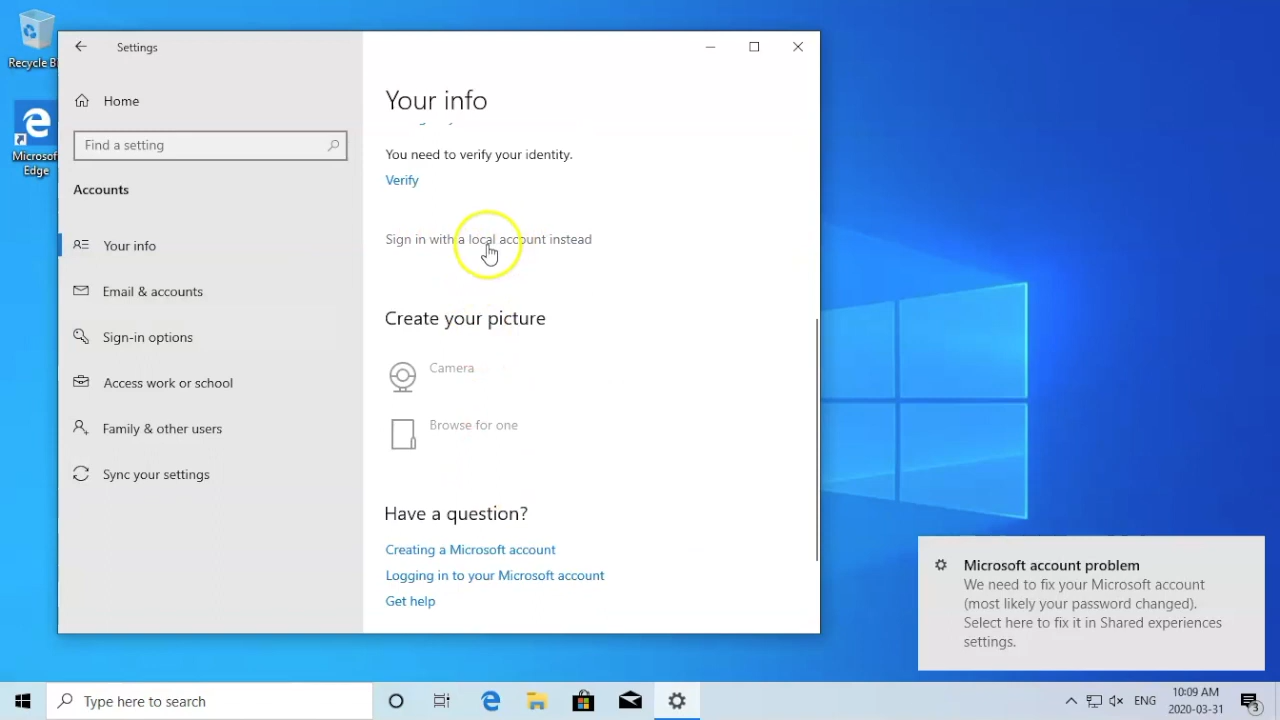 Recycle B
Microsof
Edge
Settings
Home
Find a setting
Accounts
Your info
Email & accounts
Sign-in options
Access work or school
Family & other users
Sync your settings
Your info
You need to verify your identity.
Verify
Sign in with a local account instead
Create your picture
Camera
Browse for one
Have a question?
Creating a Microsoft account
Logging in to your Microsoft account
Get help
Microsoft account problem
We need to fix your Microsoft account
(most likely your password changed).
Select here to fix it in Shared experiences
settings.
Type here to search
ENG
10:09 AM
2020-03-31
3